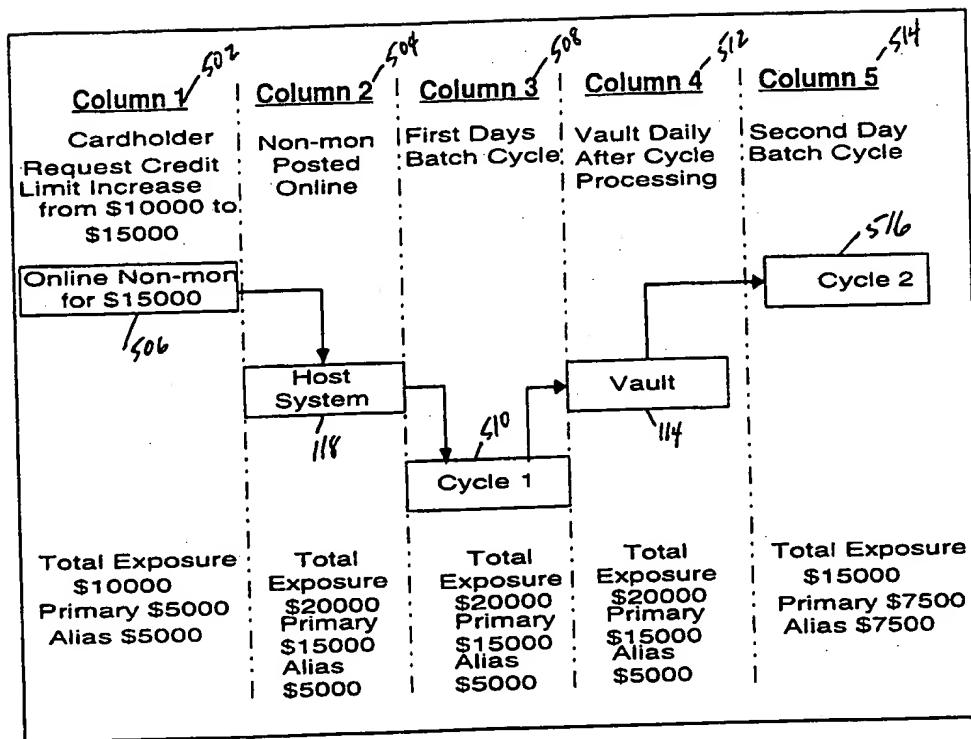 502
504
508
512
514
Column 1
Column 2
Column 3
Column 4
Column 5
Cardholder
Request Credit
Limit Increase
from $10000 to
$15000
Non-mon
Posted
Online
First Days
Batch Cycle
Vault Daily
After Cycle
Processing
Second Day
Batch Cycle
Online Non-mon
for $15000
506
Host
System
118
Cycle 1
510
Vault
114
Cycle 2
516
Total Exposure
$10000
Primary $5000
Alias $5000
Total
Exposure
$20000
Primary
$15000
Alias
$5000
Total
Exposure
$20000
Primary
$15000
Alias
$5000
Total
Exposure
$20000
Primary
$15000
Alias
$5000
Total Exposure
$15000
Primary $7500
Alias $7500